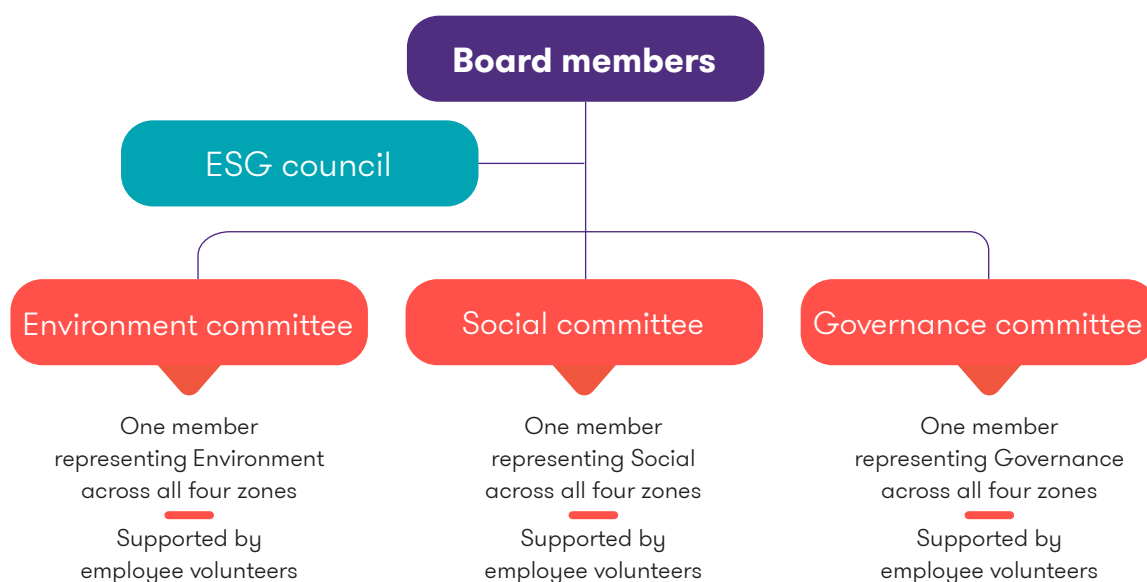 Board members
ESG council
Environment committee
Social committee
Governance committee
One member
representing Environment
across all four zones
Supported by
employee volunteers
One member
representing Social
across all four zones
Supported by
employee volunteers
One member
representing Governance
across all four zones
Supported by
employee volunteers